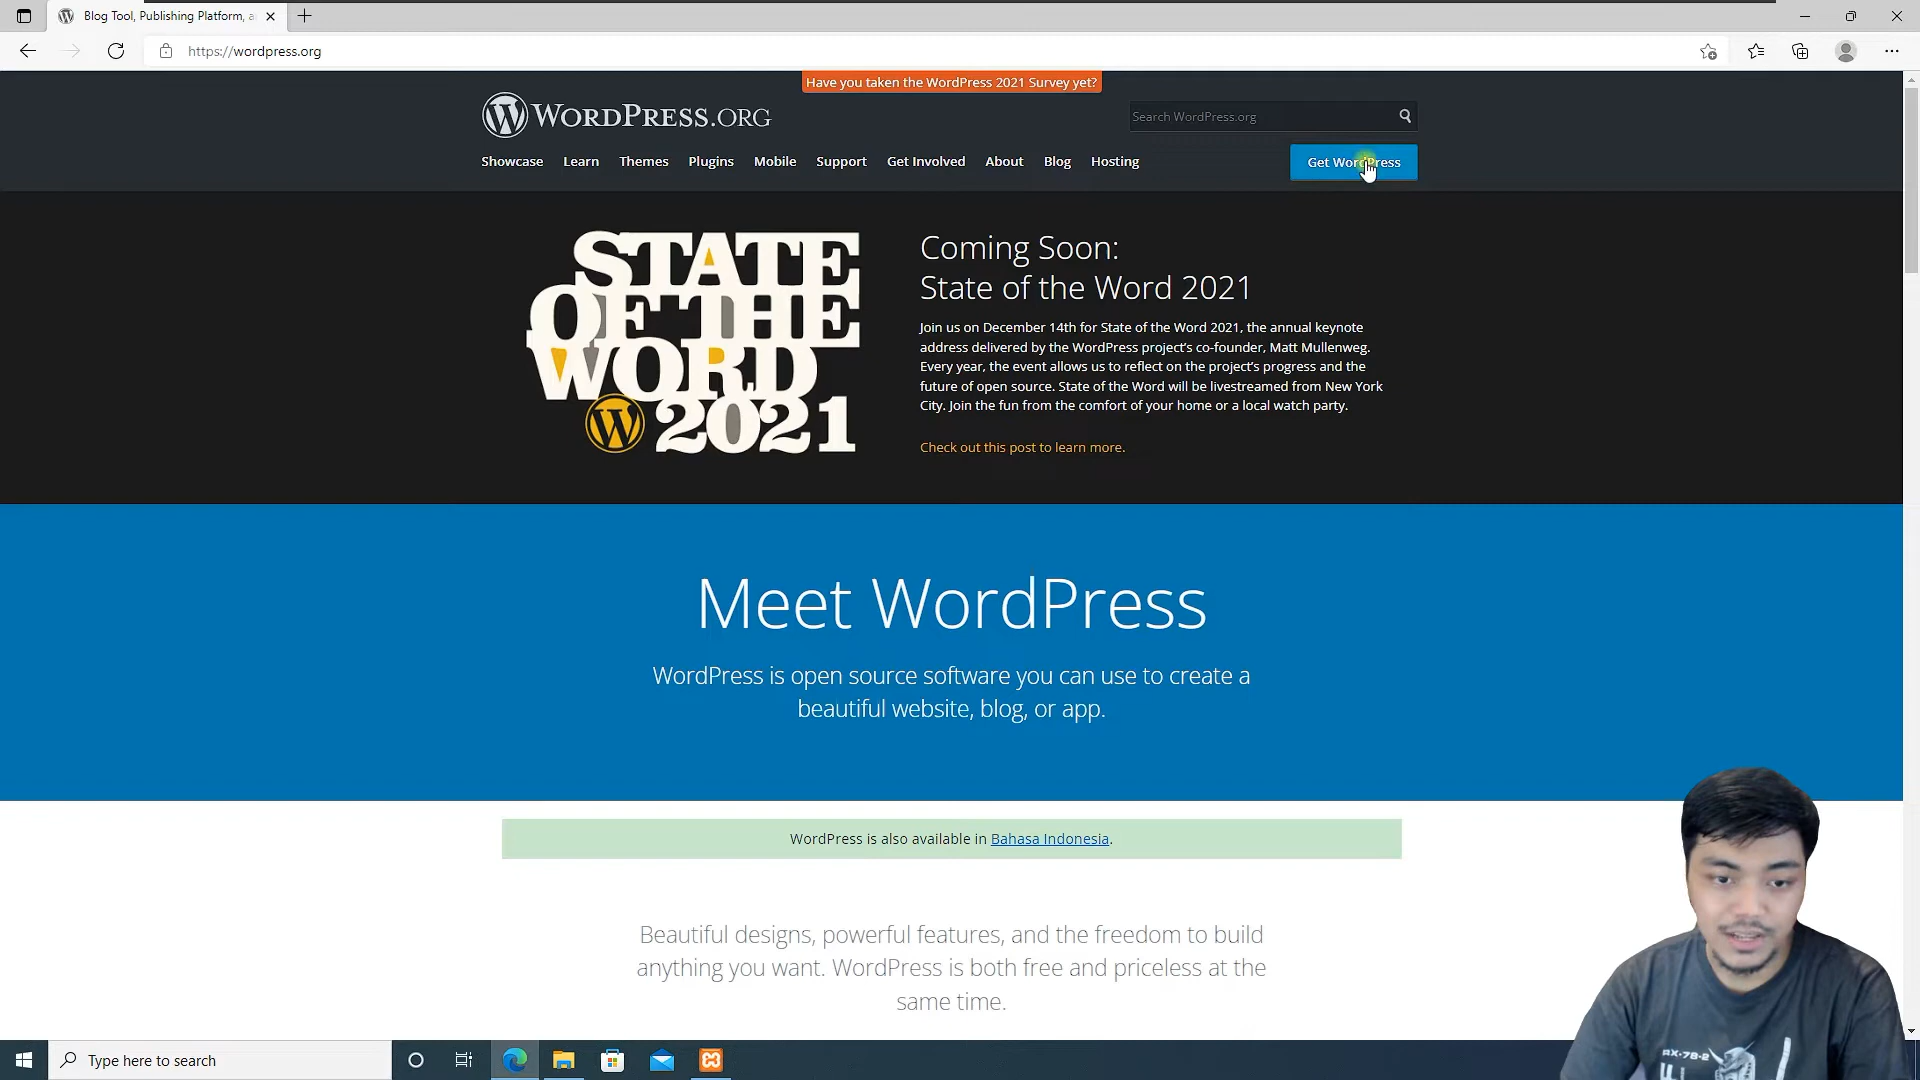 Blog Tool, Publishing Platform, a
https://wordpress.org
Have you taken the WordPress 2021 Survey yet?
WORDPRESS.ORG
Search WordPress.org
Showcase Learn Themes Plugins Mobile Support Get Involved About Blog Hosting
Get WordPress
STATE
OF THE
WORD
2021
Coming Soon:
State of the Word 2021
Join us on December 14th for State of the Word 2021, the annual keynote
address delivered by the WordPress project's co-founder, Matt Mullenweg.
Every year, the event allows us to reflect on the project's progress and the
future of open source. State of the Word will be livestreamed from New York
City. Join the fun from the comfort of your home or a local watch party.
Check out this post to learn more.
Meet WordPress
WordPress is open source software you can use to create a
beautiful website, blog, or app.
WordPress is also available in Bahasa Indonesia.
Beautiful designs, powerful features, and the freedom to build
anything you want. WordPress is both free and priceless at the
same time.
RX-78-2
Type here to search